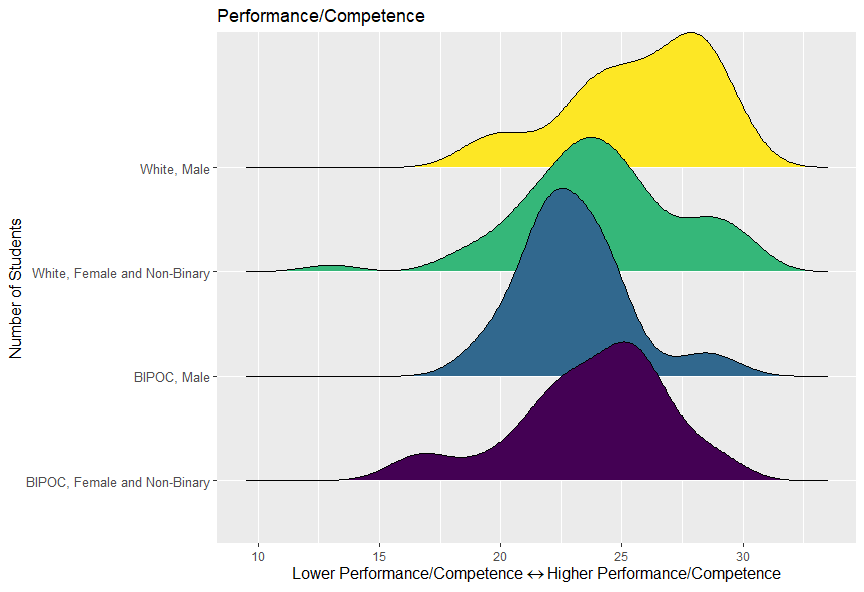 Performance/Competence
Number of Students
White, Male
White, Female and Non-Binary
BIPOC, Male
BIPOC, Female and Non-Binary
10 15 20 25 30
Lower Performance/Competence ↔ Higher Performance/Competence